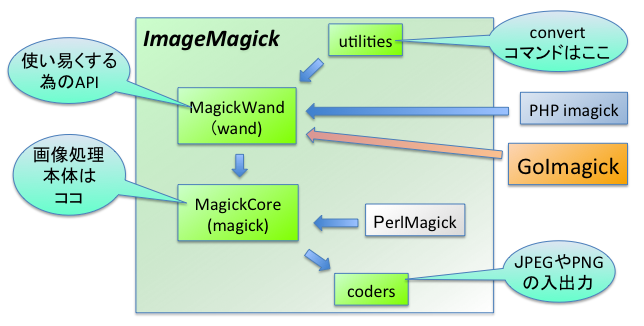 ImageMagick
utilities
convert
コマンドはここ
使い易くする
為のAPI
MagickWand
(wand)
PHP imagick
GoImagick
画像処理
本体は
ココ
MagickCore
(magick)
PerlMagick
coders
JPEGやPNG
の入出力